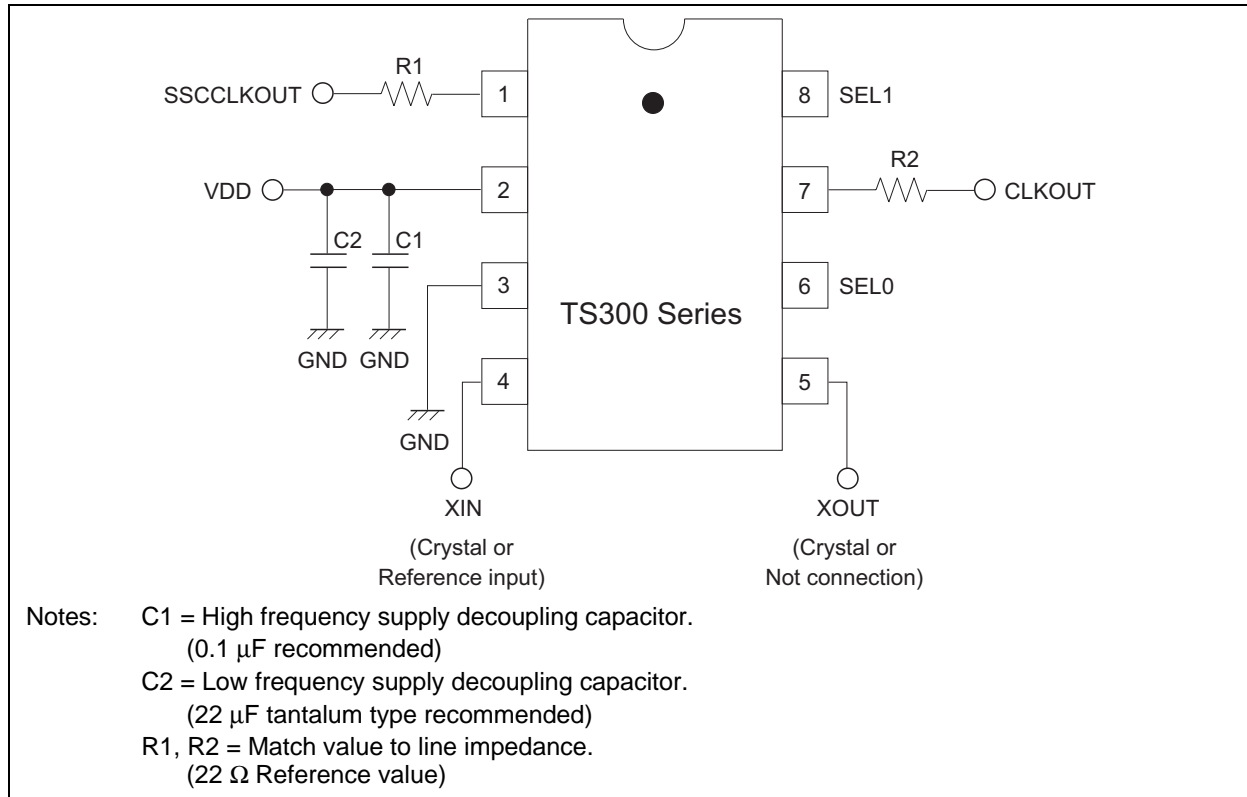 R1
SSCCLKOUT
1
8
SEL1
R2
VDD
2
7
CLKOUT
C2
C1
3
6
SEL0
TS300 Series
GND
GND
4
5
GND
XIN
XOUT
(Crystal or
Reference input)
(Crystal or
Not connection)
Notes: C1 = High frequency supply decoupling capacitor.
(0.1 μF recommended)
C2 = Low frequency supply decoupling capacitor.
(22 μF tantalum type recommended)
R1, R2 = Match value to line impedance.
(22 Ω Reference value)